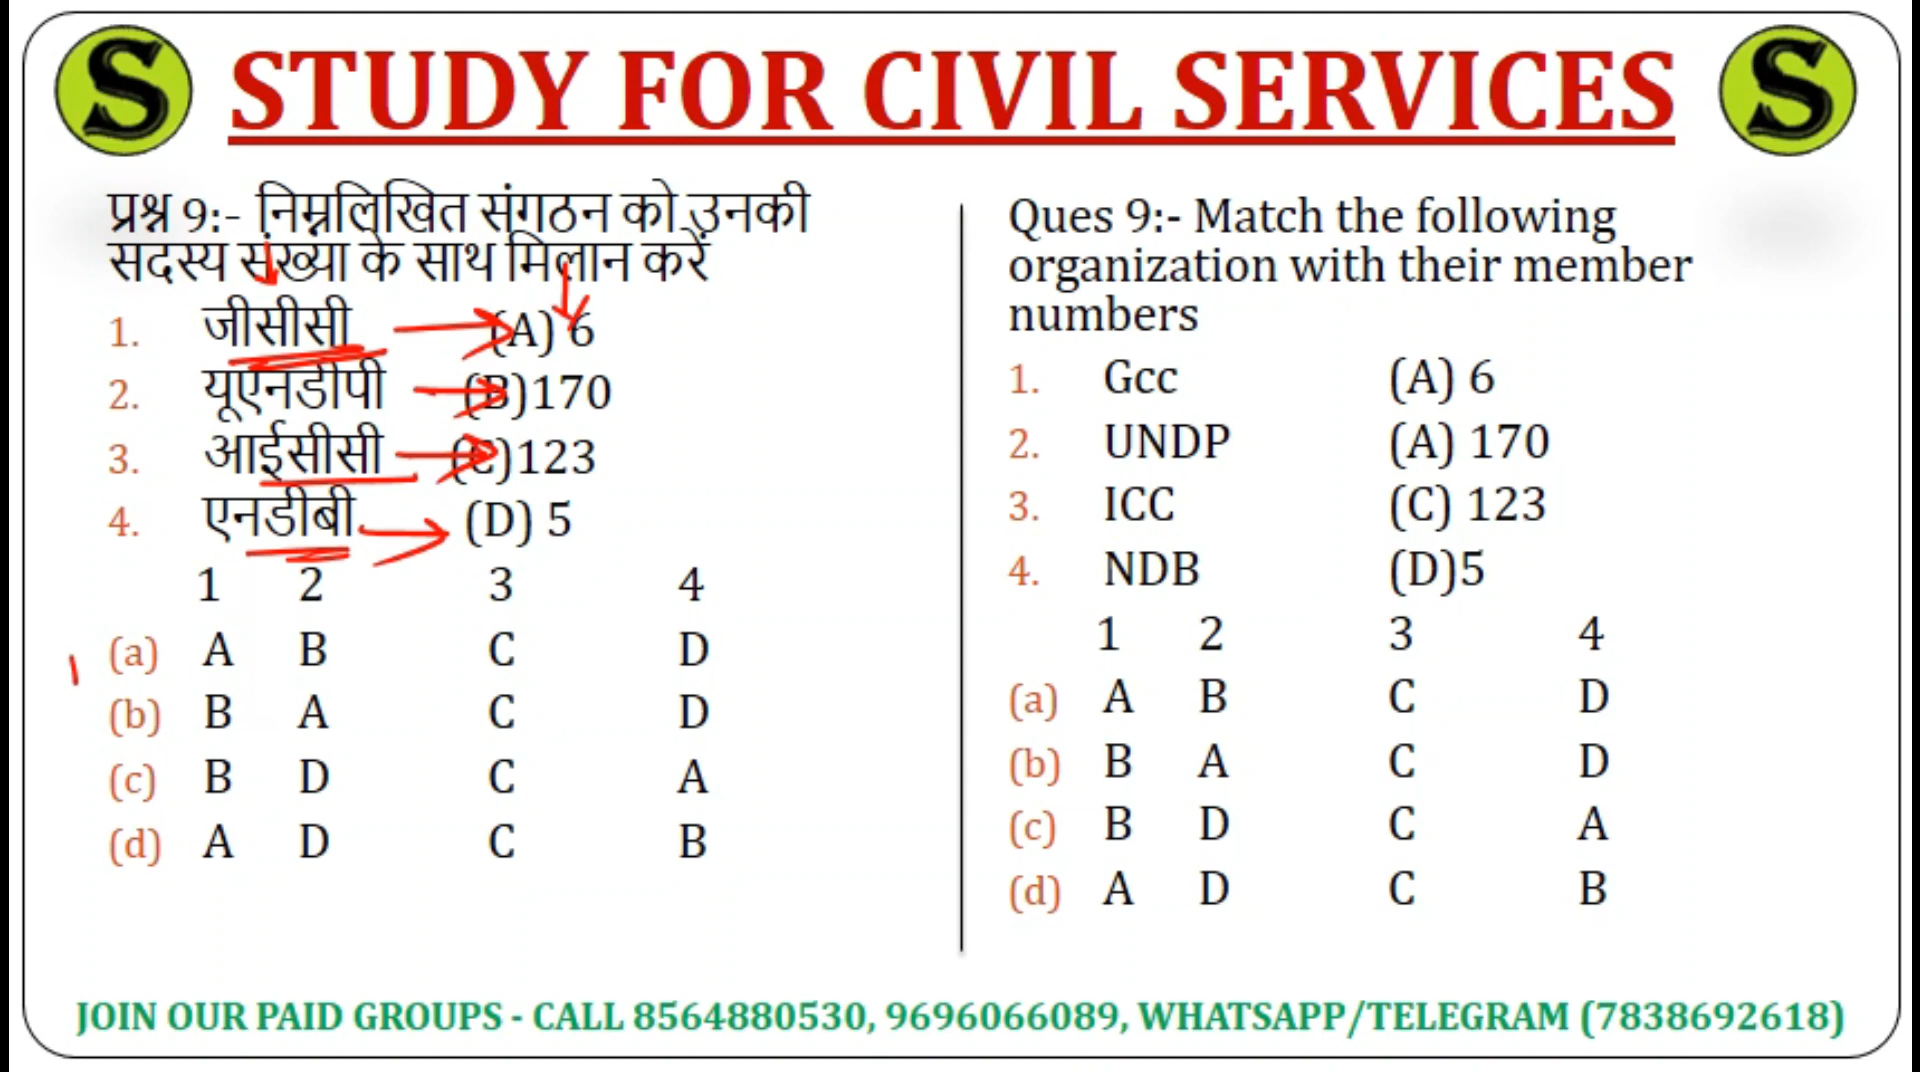 S STUDY FOR CIVIL SERVICES S
प्रश्न 9:- निम्नलिखित संगठन को उनकी
सदस्य संख्या के साथ मिलान करें
1. जीसीसी (A) 6
2. यूएनडीपी (B)170
3. आईसीसी (C)123
4. एनडीबी (D) 5
1 2 3 4
(a) A B C D
(b) B A C D
(c) B D C A
(d) A D C B
Ques 9:- Match the following
organization with their member
numbers
1. Gcc (A) 6
2. UNDP (A) 170
3. ICC (C) 123
4. NDB (D)5
1 2 3 4
(a) A B C D
(b) B A C D
(c) B D C A
(d) A D C B
JOIN OUR PAID GROUPS - CALL 8564880530, 9696066089, WHATSAPP/TELEGRAM (7838692618)